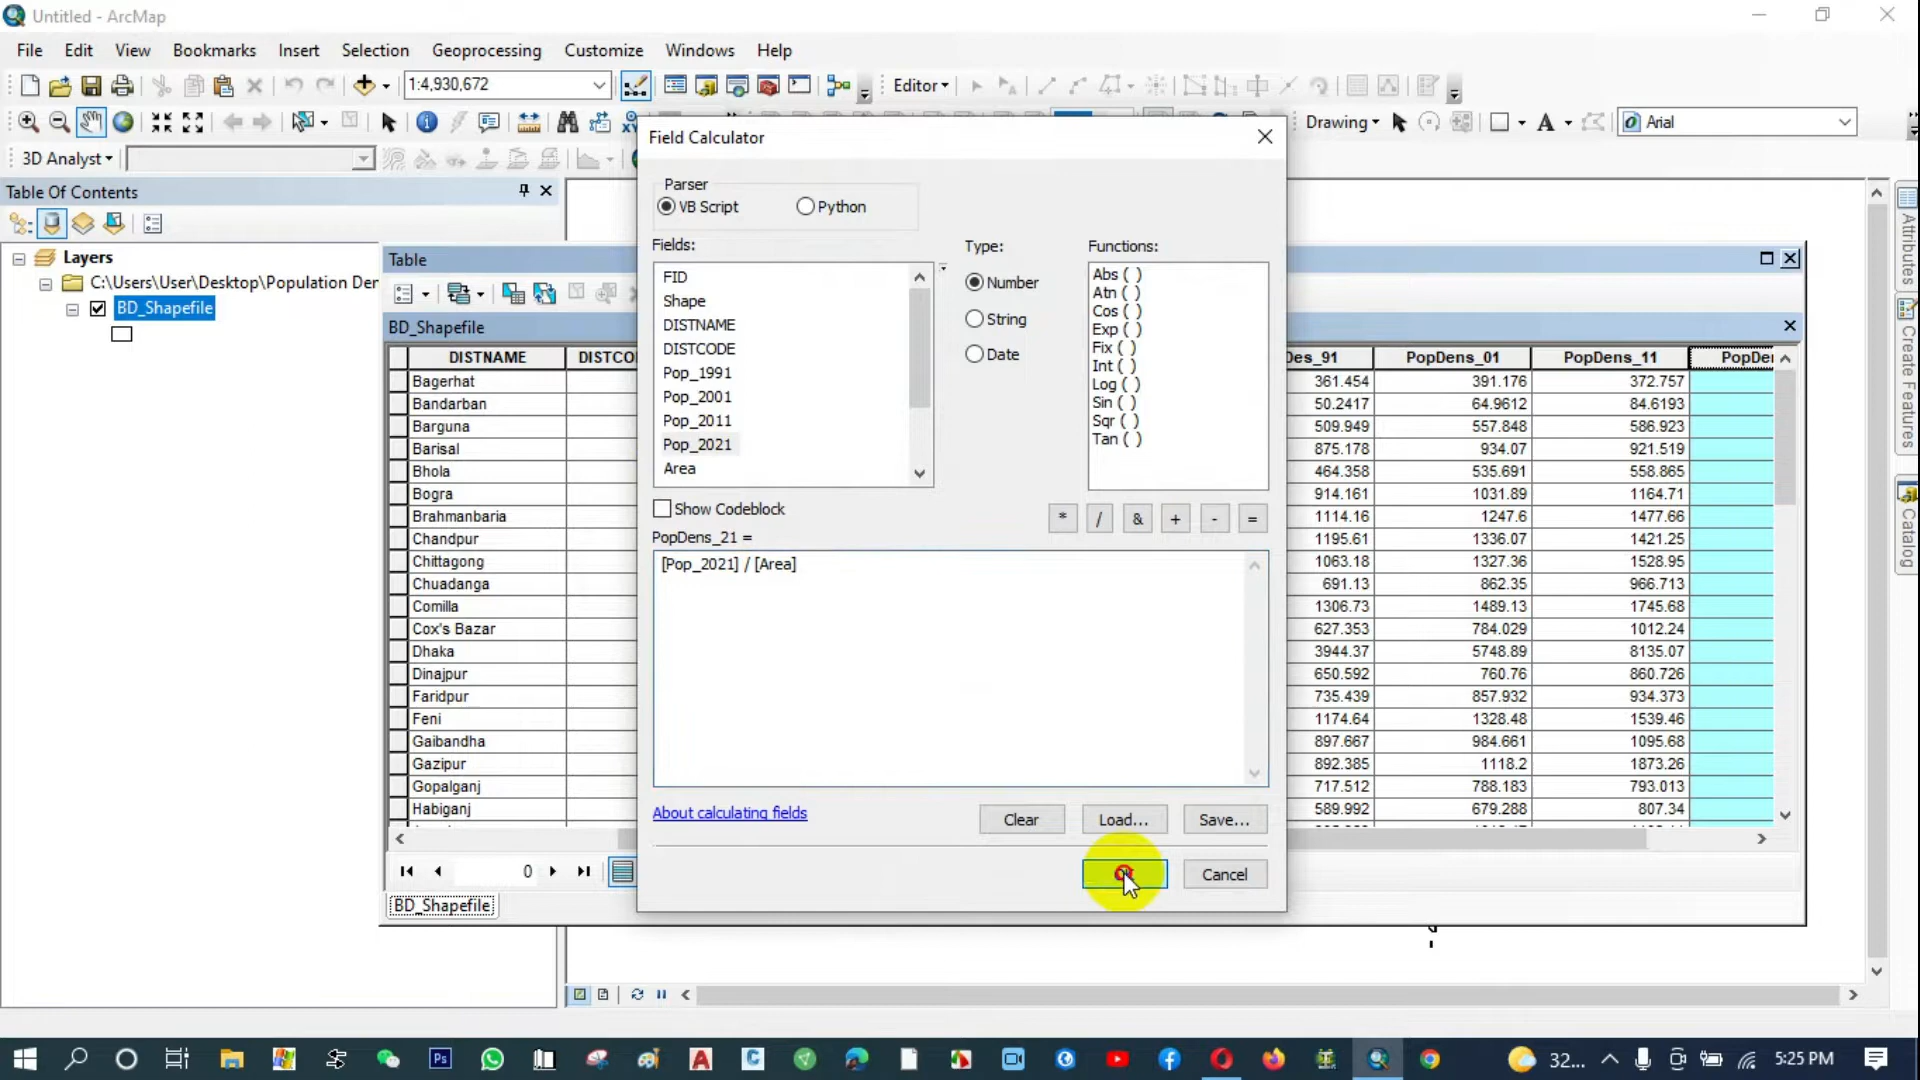 Untitled - ArcMap
File Edit View Bookmarks Insert Selection Geoprocessing Customize Windows Help
1:4,930,672 Editor
Drawing A Arial
3D Analyst
Table Of Contents
Layers
C:\Users\User\Desktop\Population Den
BD_Shapefile
Table
BD_Shapefile
DISTNAME DISTCO
Bagerhat
Bandarban
Barguna
Barisal
Bhola
Bogra
Brahmanbaria
Chandpur
Chittagong
Chuadanga
Comilla
Cox's Bazar
Dhaka
Dinajpur
Faridpur
Feni
Gaibandha
Gazipur
Gopalganj
Habiganj
0
BD_Shapefile
Field Calculator
Parser
VB Script Python
Fields: Type: Functions:
FID
Shape
DISTNAME
DISTCODE
Pop_1991
Pop_2001
Pop_2011
Pop_2021
Area
Number
String
Date
Abs ( )
Atn ( )
Cos ( )
Exp ( )
Fix ( )
Int ( )
Log ( )
Sin ( )
Sqr ( )
Tan ( )
Show Codeblock * / & + - =
PopDens_21 =
[Pop_2021] / [Area]
About calculating fields Clear Load... Save...
Cancel
Des_91 PopDens_01 PopDens_11 PopDe
361.454 391.176 372.757
50.2417 64.9612 84.6193
509.949 557.848 586.923
875.178 934.07 921.519
464.358 535.691 558.865
914.161 1031.89 1164.71
1114.16 1247.6 1477.66
1195.61 1336.07 1421.25
1063.18 1327.36 1528.95
691.13 862.35 966.713
1306.73 1489.13 1745.68
627.353 784.029 1012.24
3944.37 5748.89 8135.07
650.592 760.76 860.726
735.439 857.932 934.373
1174.64 1328.48 1539.46
897.667 984.661 1095.68
892.385 1118.2 1873.26
717.512 788.183 793.013
589.992 679.288 807.34
Attributes
Create Features
Catalog
Ps
32... 5:25 PM